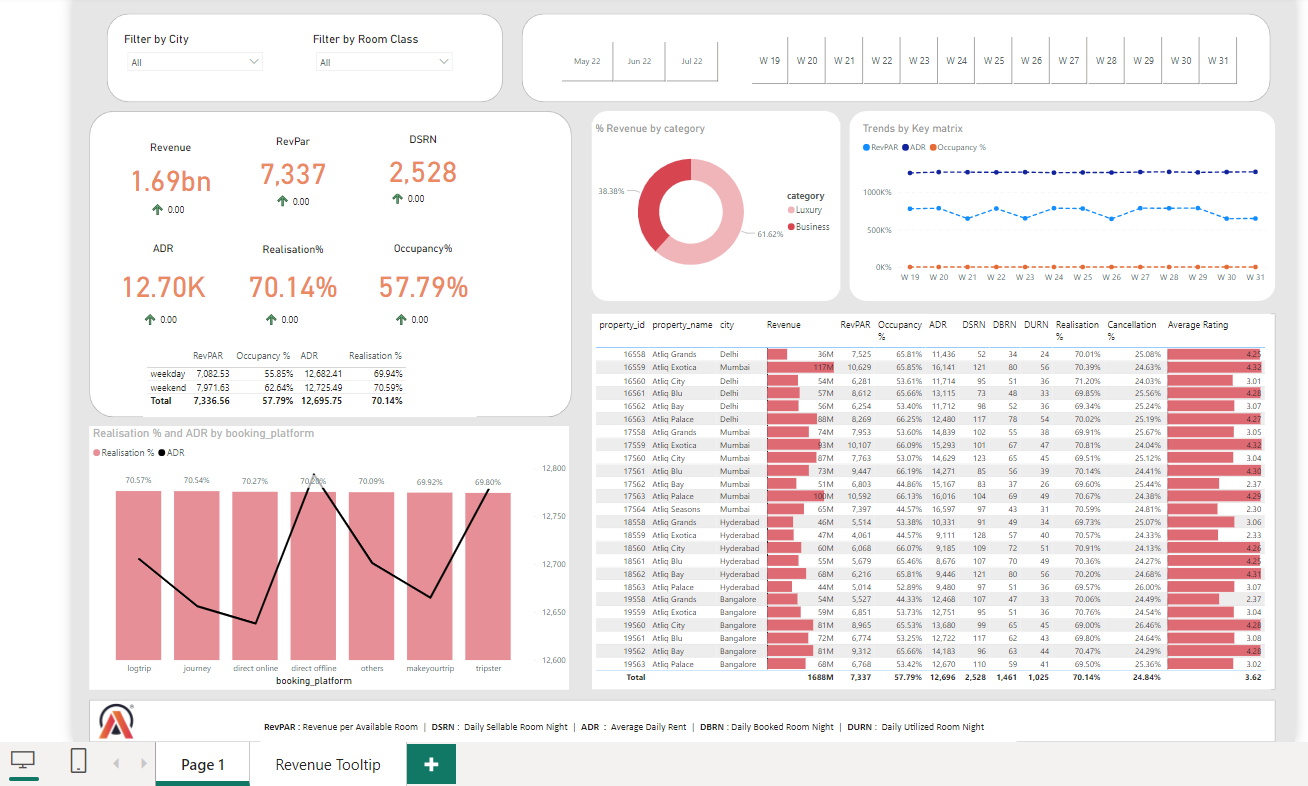 Filter by City
Filter by Room Class
All
All
May 22 Jun 22 Jul 22
W 19 W 20 W 21 W 22 W 23 W 24 W 25 W 26 W 27 W 28 W 29 W 30 W 31
Revenue
1.69bn
0.00
RevPar
7,337
0.00
DSRN
2,528
0.00
ADR
12.70K
0.00
Realisation%
70.14%
0.00
Occupancy%
57.79%
0.00
RevPAR Occupancy % ADR Realisation %
weekday 7,082.53 55.85% 12,682.41 69.94%
weekend 7,971.63 62.64% 12,725.49 70.59%
Total 7,336.56 57.79% 12,695.75 70.14%
% Revenue by category
38.38%
61.62%
category
Luxury
Business
Trends by Key matrix
RevPAR ADR Occupancy %
1000K%
500K%
0K%
W 19 W 20 W 21 W 22 W 23 W 24 W 25 W 26 W 27 W 28 W 29 W 30 W 31
Realisation % and ADR by booking_platform
Realisation % ADR
70.57% 70.54% 70.27% 70.20% 70.09% 69.92% 69.80%
12,800
12,750
12,700
12,650
12,600
logtrip journey direct online direct offline others makeyourtrip tripster
booking_platform
property_id property_name city Revenue RevPAR Occupancy % ADR DSRN DBRN DURN Realisation % Cancellation % Average Rating
16558 Atliq Grands Delhi 36M 7,525 65.81% 11,436 52 34 24 70.01% 25.08% 4.25
16559 Atliq Exotica Mumbai 117M 10,629 65.85% 16,141 121 80 56 70.39% 24.63% 4.32
16560 Atliq City Delhi 54M 6,281 53.61% 11,714 95 51 36 71.20% 24.03% 3.01
16561 Atliq Blu Delhi 57M 8,612 65.66% 13,115 73 48 33 69.85% 25.56% 4.28
16562 Atliq Bay Delhi 56M 6,254 53.40% 11,712 98 52 36 69.34% 25.24% 3.07
16563 Atliq Palace Delhi 88M 8,269 66.25% 12,480 117 78 54 70.02% 25.19% 4.27
17558 Atliq Grands Mumbai 74M 7,953 53.60% 14,839 102 55 38 69.91% 25.67% 3.05
17559 Atliq Exotica Mumbai 93M 10,107 66.09% 15,293 101 67 47 70.81% 24.04% 4.32
17560 Atliq City Mumbai 87M 7,763 53.07% 14,629 123 65 45 69.51% 25.12% 3.04
17561 Atliq Blu Mumbai 73M 9,447 66.19% 14,271 85 56 39 70.14% 24.41% 4.30
17562 Atliq Bay Mumbai 51M 6,803 44.86% 15,167 83 37 26 69.60% 25.44% 2.37
17563 Atliq Palace Mumbai 100M 10,592 66.13% 16,016 104 69 49 70.67% 24.38% 4.29
17564 Atliq Seasons Mumbai 65M 7,397 44.57% 16,597 97 43 31 70.59% 24.81% 2.30
18558 Atliq Grands Hyderabad 46M 5,514 53.38% 10,331 91 49 34 69.73% 25.07% 3.06
18559 Atliq Exotica Hyderabad 47M 4,061 44.57% 9,111 128 57 40 70.57% 24.33% 2.33
18560 Atliq City Hyderabad 60M 6,068 66.07% 9,185 109 72 51 70.91% 24.13% 4.26
18561 Atliq Blu Hyderabad 55M 5,679 65.46% 8,676 107 70 49 70.36% 24.27% 4.25
18562 Atliq Bay Hyderabad 68M 6,216 65.81% 9,446 121 80 56 70.20% 24.68% 4.31
18563 Atliq Palace Hyderabad 44M 5,014 52.89% 9,480 97 51 36 69.57% 26.00% 3.07
19558 Atliq Grands Bangalore 54M 5,527 44.33% 12,468 107 47 33 70.06% 24.49% 2.37
19559 Atliq Exotica Bangalore 59M 6,851 53.73% 12,751 95 51 36 70.76% 24.54% 3.04
19560 Atliq City Bangalore 81M 8,965 65.53% 13,680 99 65 45 69.00% 26.46% 4.28
19561 Atliq Blu Bangalore 72M 6,774 53.25% 12,722 117 62 43 69.80% 24.64% 3.08
19562 Atliq Bay Bangalore 81M 9,312 65.66% 14,183 96 63 44 70.47% 24.29% 4.28
19563 Atliq Palace Bangalore 68M 6,768 53.42% 12,670 110 59 41 69.50% 25.36% 3.02
Total 1688M 7,337 57.79% 12,696 2,528 1,461 1,025 70.14% 24.84% 3.62
RevPAR : Revenue per Available Room | DSRN : Daily Sellable Room Night | ADR : Average Daily Rent | DBRN : Daily Booked Room Night | DURN : Daily Utilized Room Night
Page 1
Revenue Tooltip
+